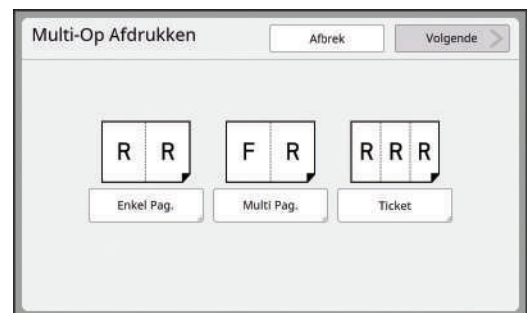 Multi-Op Afdrukken Afbrek Volgende
R R F R R R R
Enkel Pag. Multi Pag. Ticket